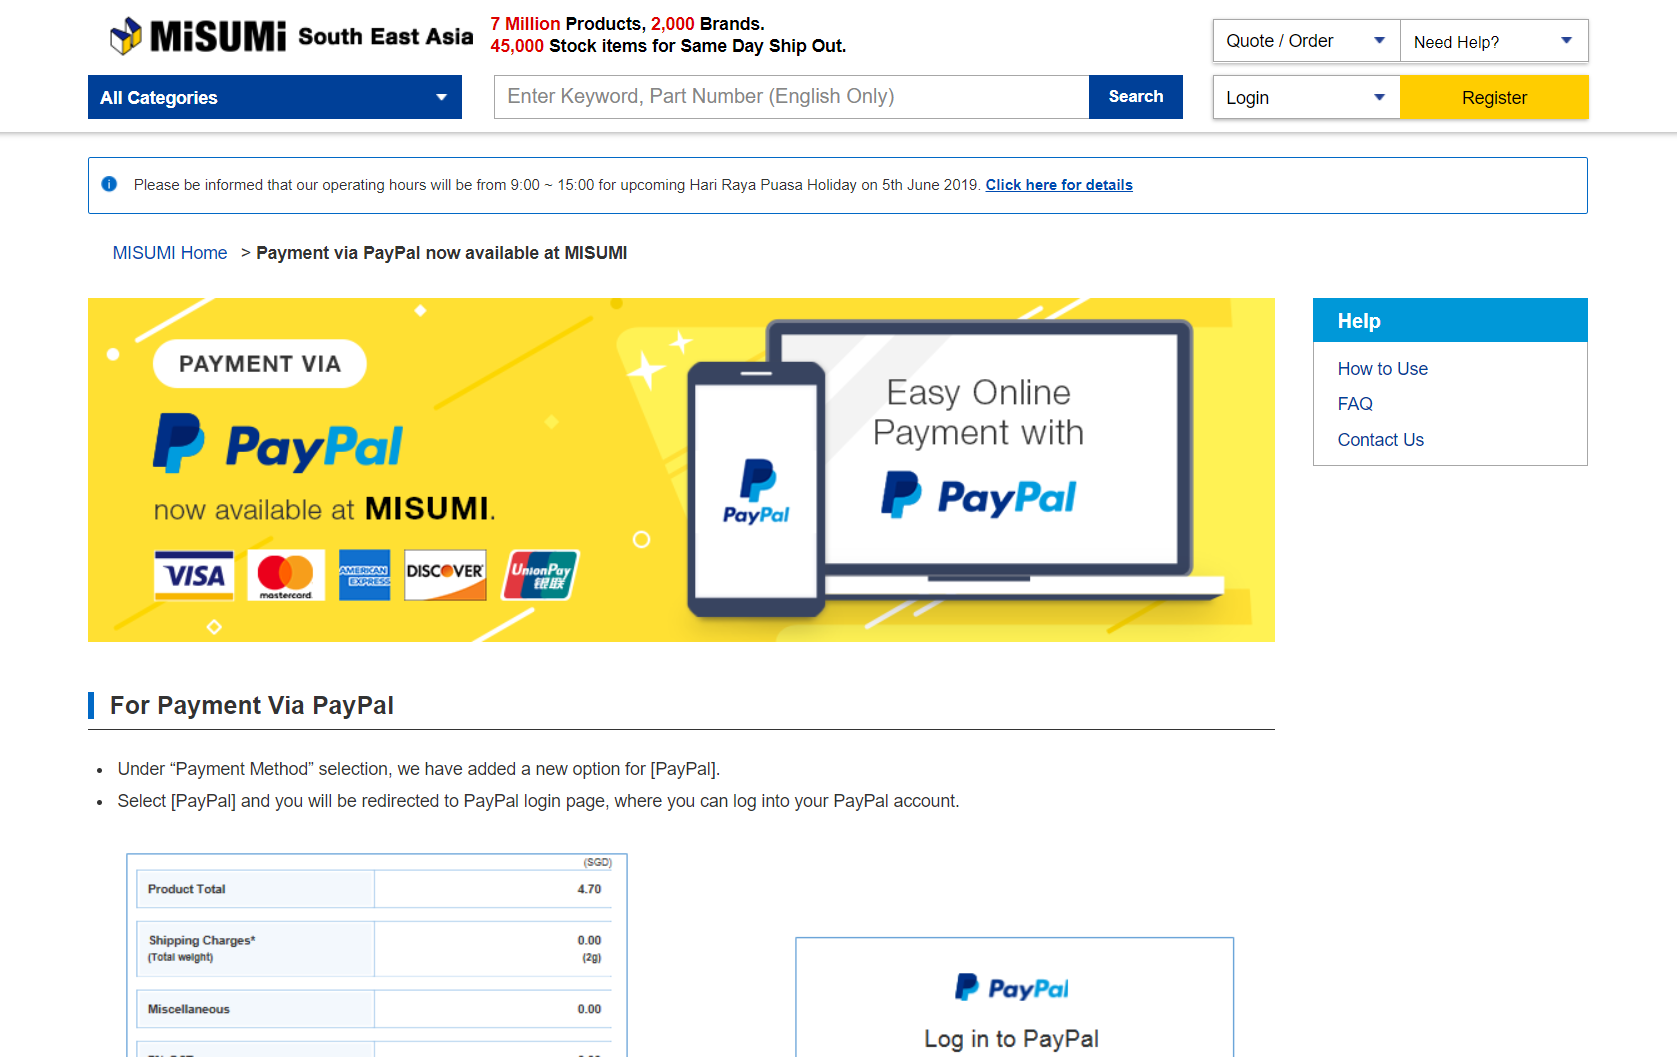 MiSUMi South East Asia
7 Million Products, 2,000 Brands.
45,000 Stock items for Same Day Ship Out.
Quote / Order
Need Help?
All Categories
Enter Keyword, Part Number (English Only)
Search
Login
Register
Please be informed that our operating hours will be from 9:00 ~ 15:00 for upcoming Hari Raya Puasa Holiday on 5th June 2019. Click here for details
MISUMI Home > Payment via PayPal now available at MISUMI
PAYMENT VIA
PayPal
now available at MISUMI.
VISA
mastercard
AMERICAN EXPRESS
DISCOVER
UnionPay
银联
PayPal
Easy Online
Payment with
PayPal
Help
How to Use
FAQ
Contact Us
For Payment Via PayPal
• Under “Payment Method” selection, we have added a new option for [PayPal].
• Select [PayPal] and you will be redirected to PayPal login page, where you can log into your PayPal account.
(SGD)
Product Total 4.70
Shipping Charges* 0.00
(Total weight) (2g)
Miscellaneous 0.00
PayPal
Log in to PayPal